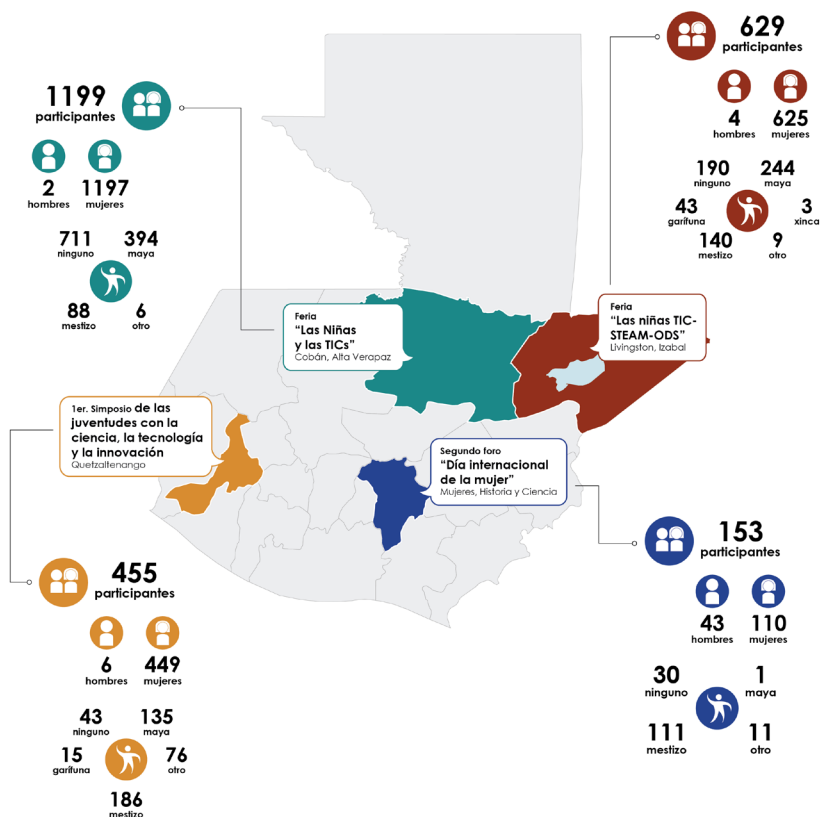 1199
participantes
2
hombres
1197
mujeres
711
ninguno
394
maya
88
mestizo
6
otro
629
participantes
4
hombres
625
mujeres
190
ninguno
244
maya
43
garífuna
3
xinca
140
mestizo
9
otro
Feria
“Las Niñas
y las TICs”
Cobán, Alta Verapaz
Feria
“Las niñas TIC-
STEAM-ODS”
Livingston, Izabal
1er. Simposio de las
juventudes con la
ciencia, la tecnología
y la innovación
Quetzaltenango
Segundo foro
“Día internacional
de la mujer”
Mujeres, Historia y Ciencia
455
participantes
6
hombres
449
mujeres
43
ninguno
135
maya
15
garífuna
76
otro
186
mestizo
153
participantes
43
hombres
110
mujeres
30
ninguno
1
maya
111
mestizo
11
otro